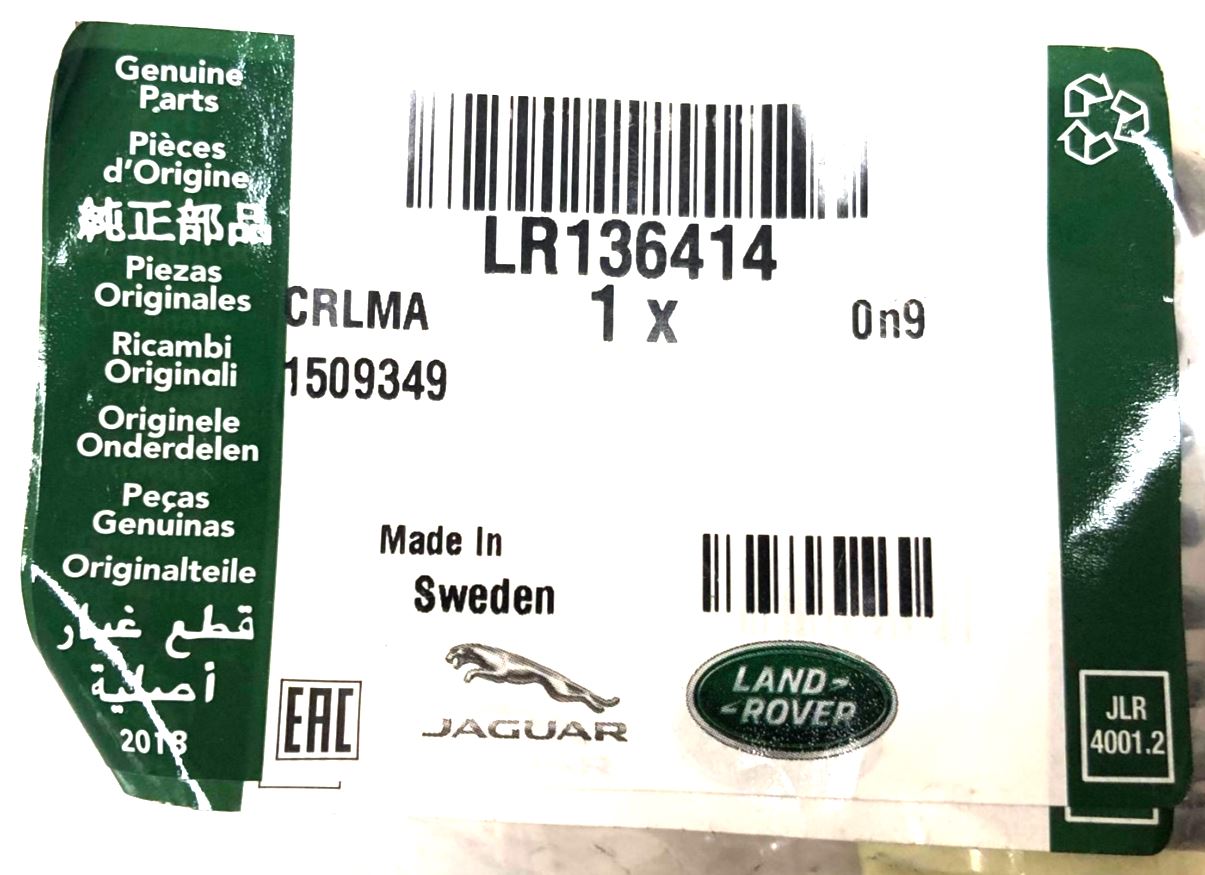 Genuine
Parts
Pièces
d'Origine
純正部品
Piezas
Originales
Ricambi
Originali
Originele
Onderdelen
Peças
Genuinas
Originalteile
قطع غيار
أصلية
2018
LR136414
CRLMA
1 x
0n9
1509349
Made In
Sweden
EAC
JAGUAR
LAND-
-ROVER
JLR
4001.2